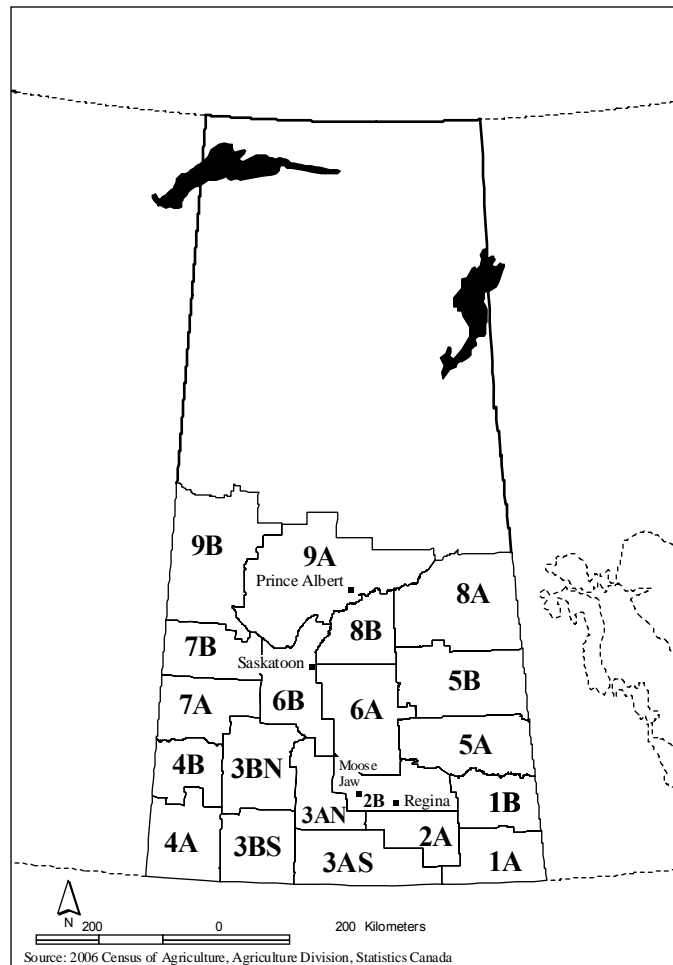 9B
9A
Prince Albert
8A
8B
7B
Saskatoon
5B
7A
6B
6A
5A
4B
3BN
Moose
Jaw
2B
Regina
1B
3AN
2A
4A
3BS
3AS
1A
N
200 0 200 Kilometers
Source: 2006 Census of Agriculture, Agriculture Division, Statistics Canada